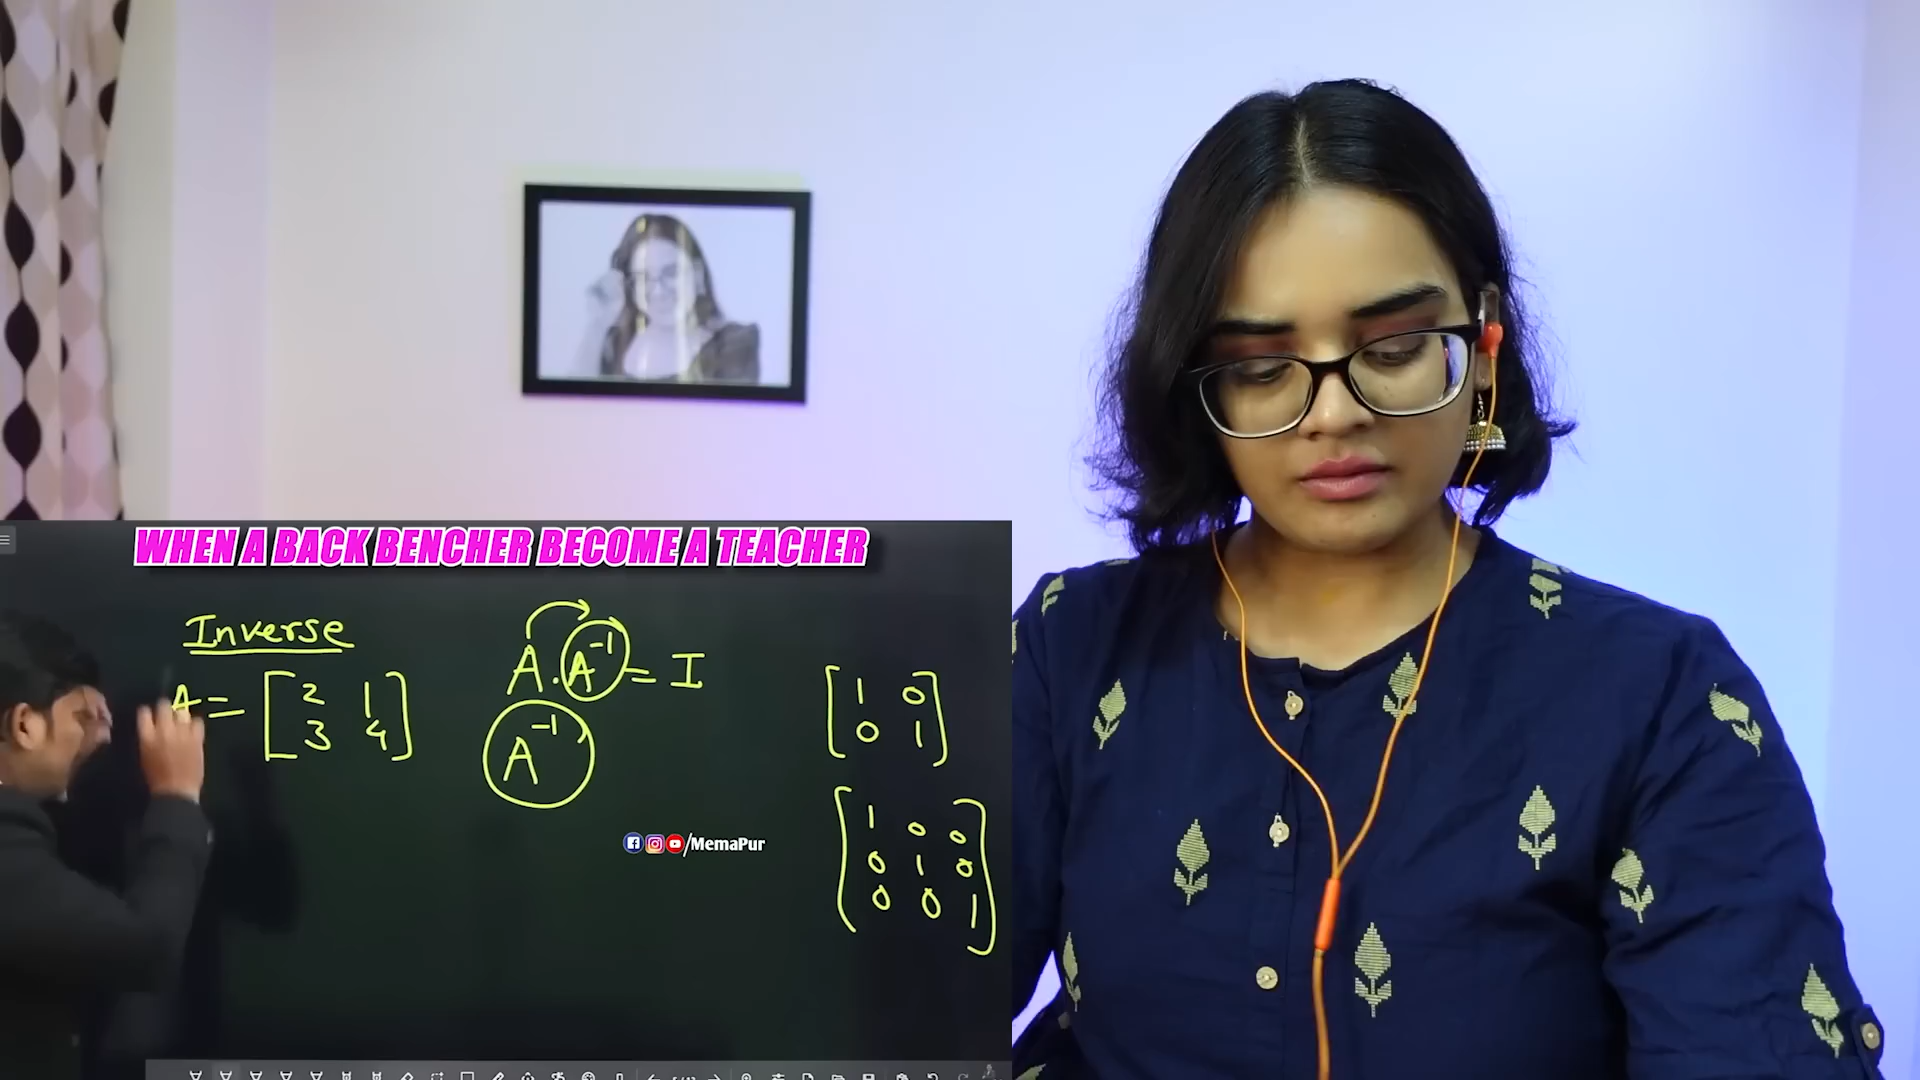 WHEN A BACK BENCHER BECOME A TEACHER
Inverse
A = [2 1
3 4]
A . A⁻¹ = I
A⁻¹
[1 0
0 1]
[1 0 0
0 1 0
0 0 1]
/MemaPur